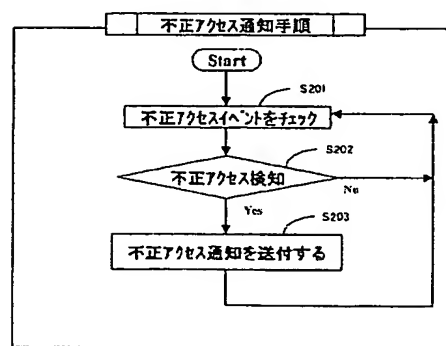 不正アクセス通知手順
Start
S201
不正アクセスイベントをチェック
S202
不正アクセス検知
No
Yes
S203
不正アクセス通知を送付する